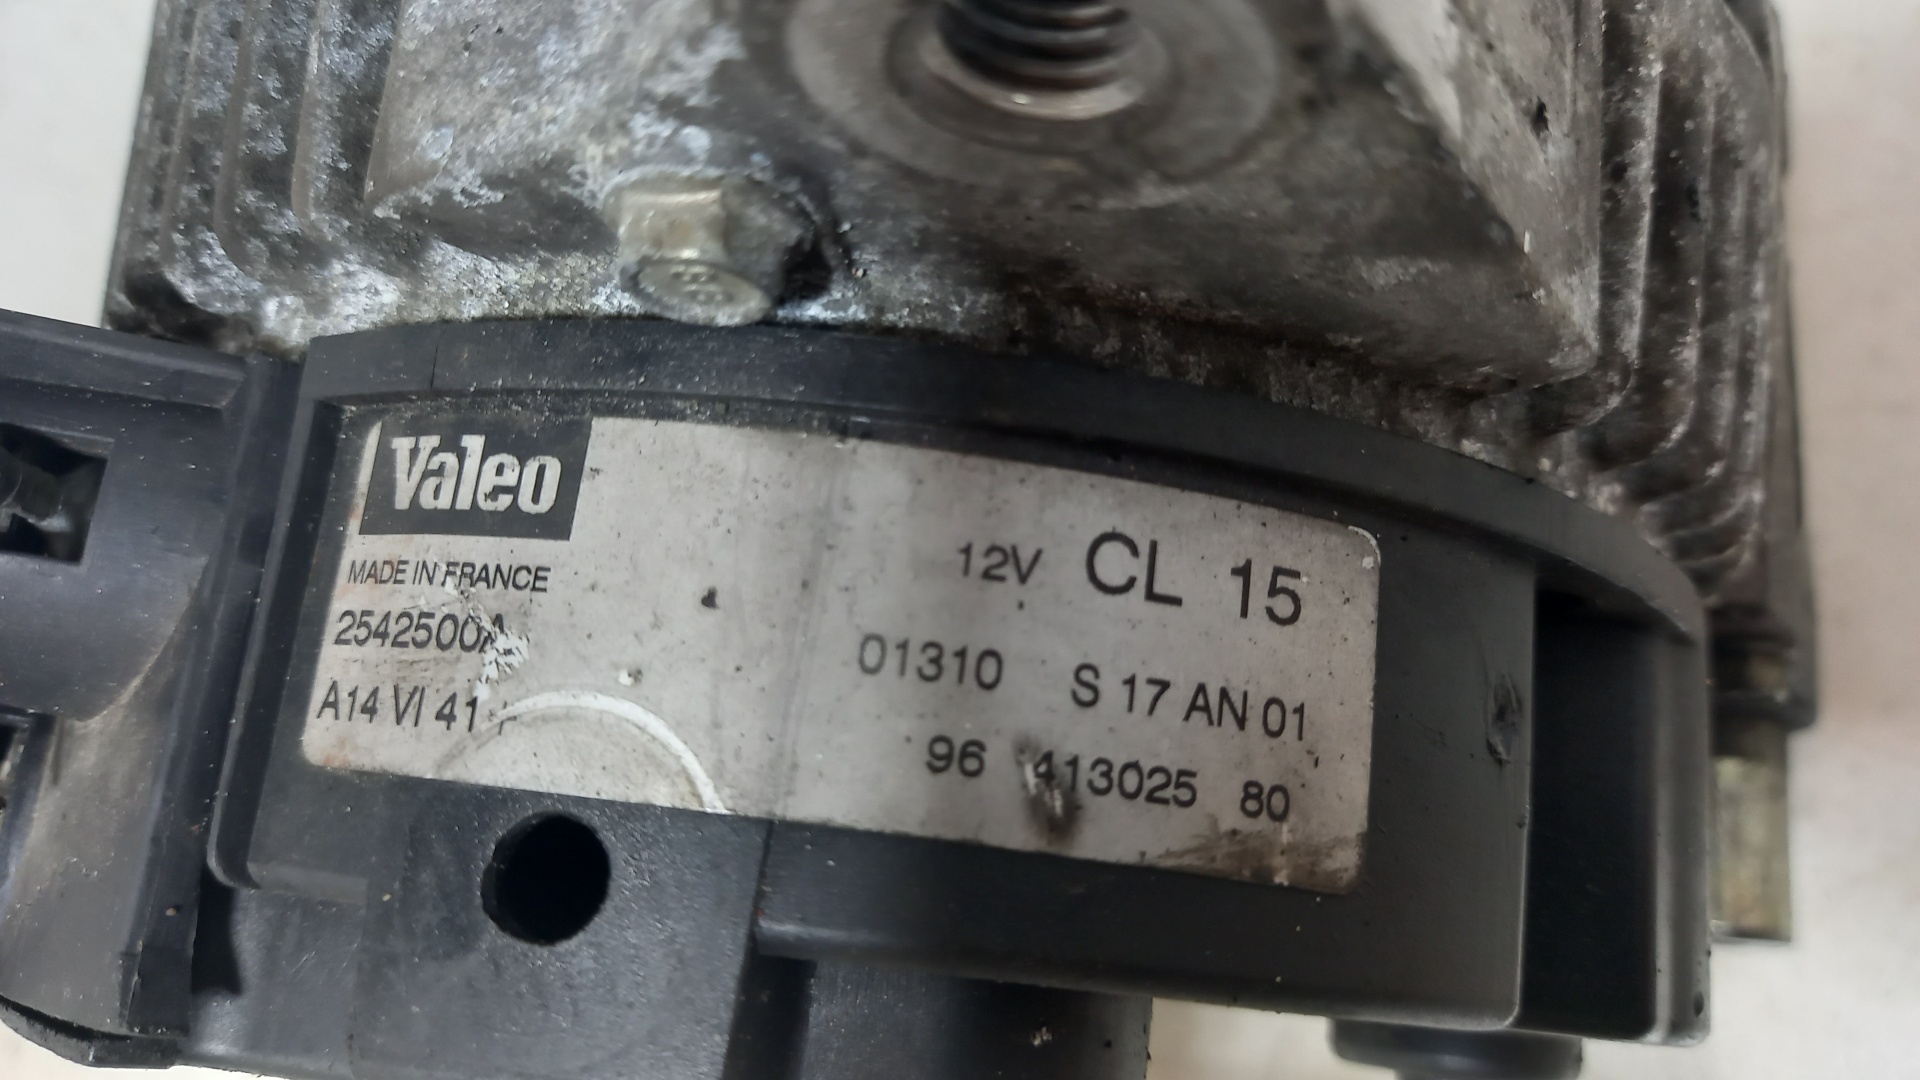 Valeo
MADE IN FRANCE
2542500A
A14 VI 41
12V CL 15
01310 S 17 AN 01
96 413025 80